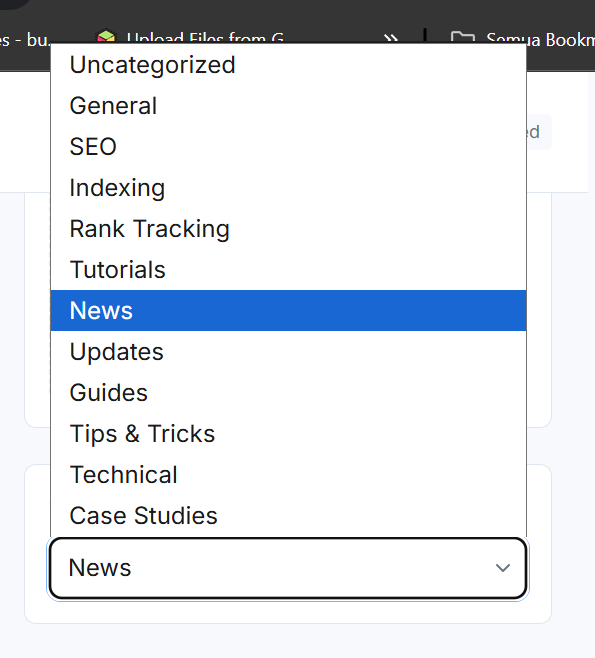 es - bu...
Upload Files from G...
Semua Bookm
Uncategorized
General
ed
SEO
Indexing
Rank Tracking
Tutorials
News
Updates
Guides
Tips & Tricks
Technical
Case Studies
News